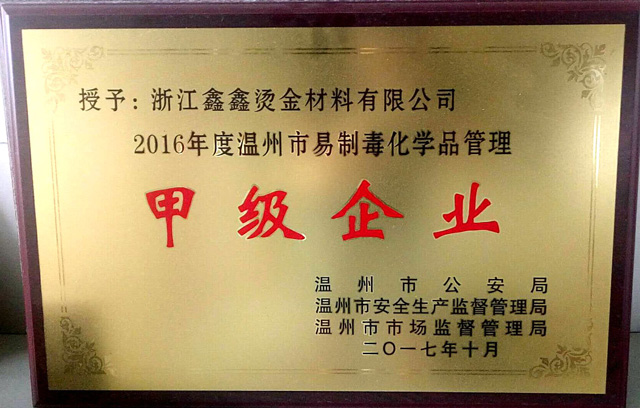 授予：浙江鑫鑫烫金材料有限公司
2016年度温州市易制毒化学品管理
甲级企业
温州市公安局
温州市安全生产监督管理局
温州市市场监督管理局
二〇一七年十月